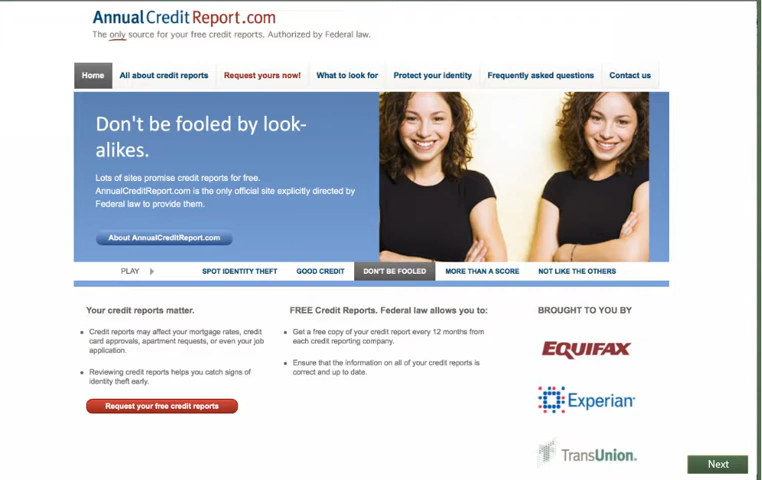 AnnualCreditReport.com
The only source for your free credit reports. Authorized by Federal law.
Home
All about credit reports
Request yours now!
What to look for
Protect your identity
Frequently asked questions
Contact us
Don't be fooled by look-
alikes.
Lots of sites promise credit reports for free.
AnnualCreditReport.com is the only official site explicitly directed by
Federal law to provide them.
About AnnualCreditReport.com
PLAY
SPOT IDENTITY THEFT
GOOD CREDIT
DON'T BE FOOLED
MORE THAN A SCORE
NOT LIKE THE OTHERS
Your credit reports matter.
Credit reports may affect your mortgage rates, credit
card approvals, apartment requests, or even your job
application.
Reviewing credit reports helps you catch signs of
identity theft early.
Request your free credit reports
FREE Credit Reports. Federal law allows you to:
Get a free copy of your credit report every 12 months from
each credit reporting company.
Ensure that the information on all of your credit reports is
correct and up to date.
BROUGHT TO YOU BY
EQUIFAX
Experian
TransUnion.
Next